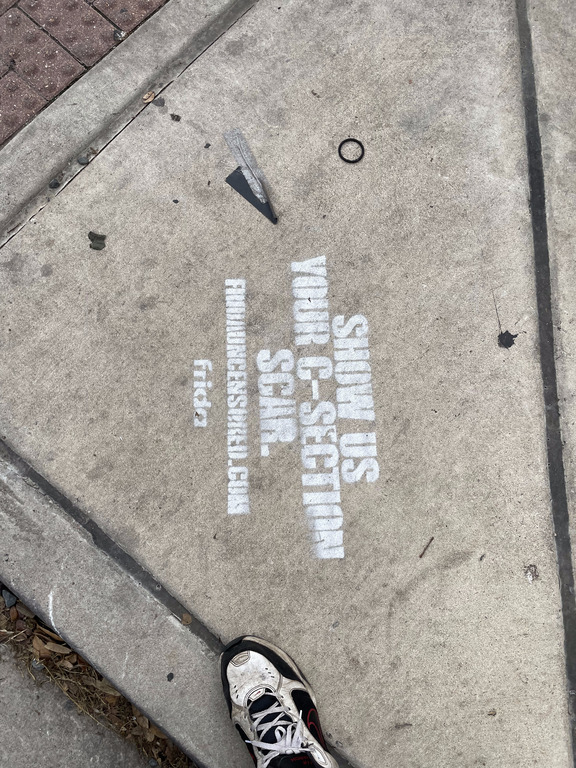 SHOW US
YOUR C-SECTION
SCAR.
FRIDAUNCENSORED.COM
frida